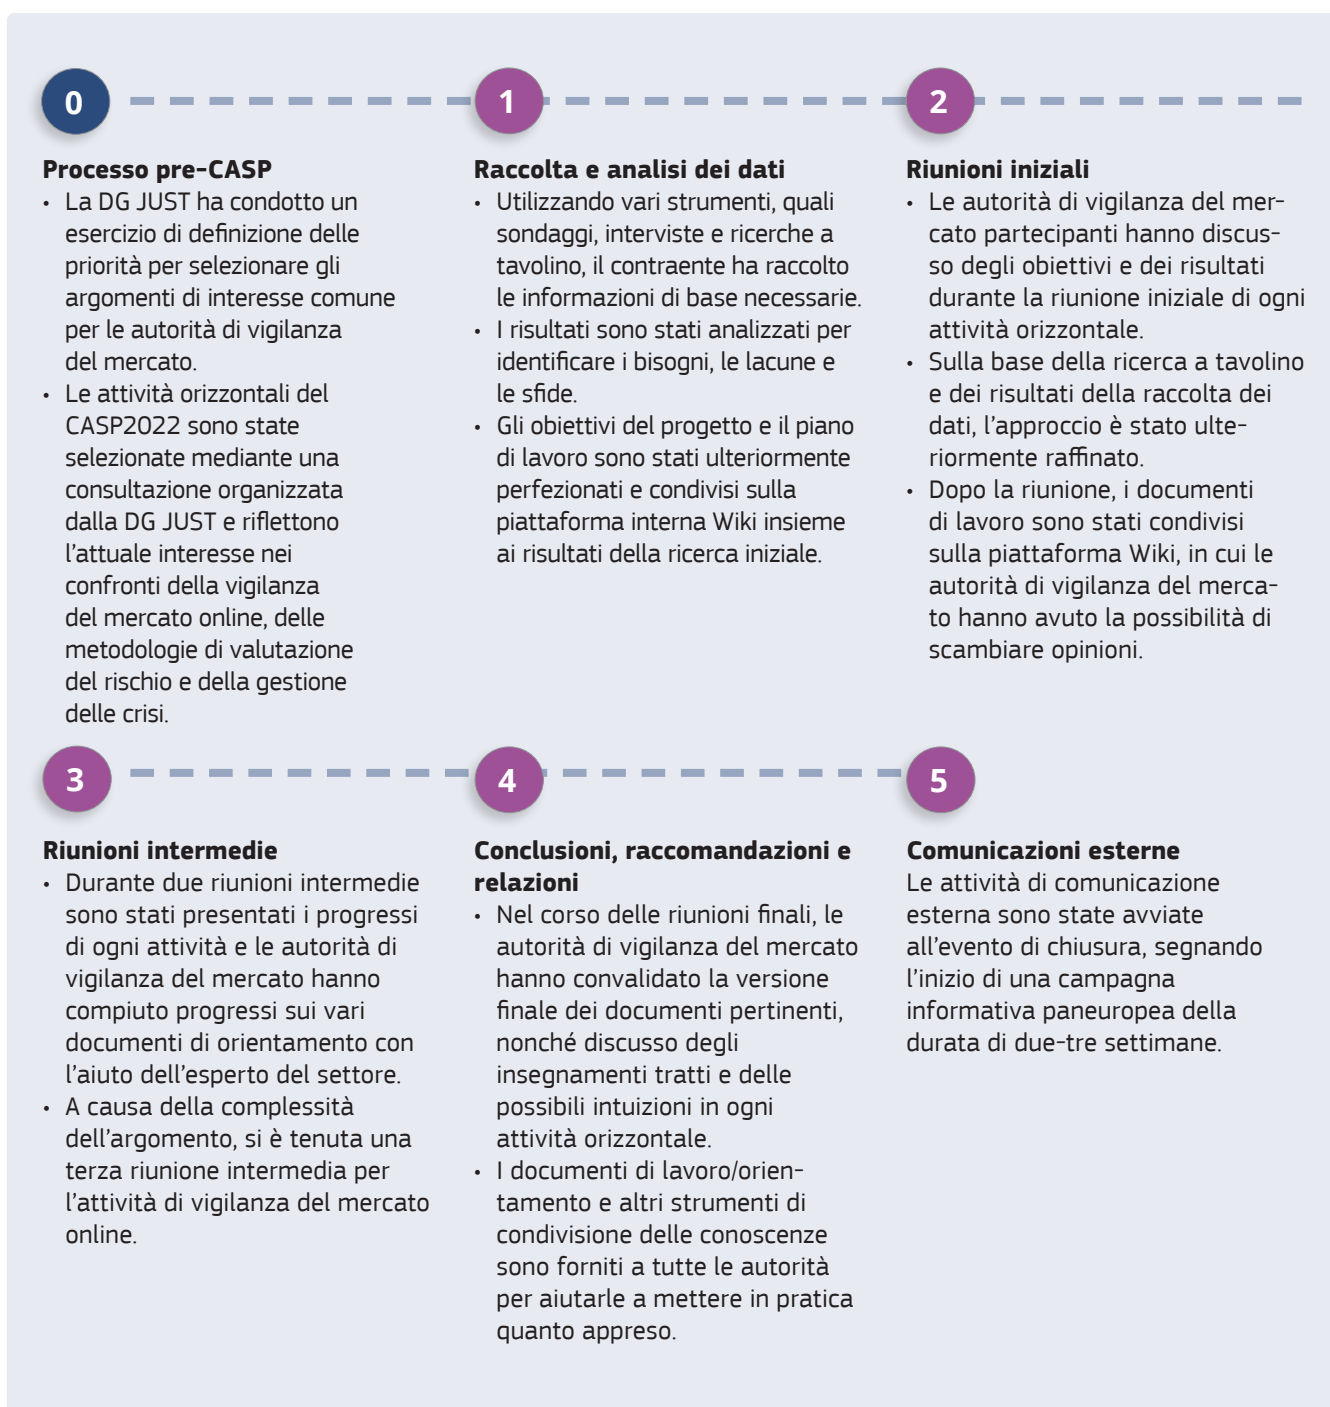 0
Processo pre-CASP
• La DG JUST ha condotto un
esercizio di definizione delle
priorità per selezionare gli
argomenti di interesse comune
per le autorità di vigilanza
del mercato.
• Le attività orizzontali del
CASP2022 sono state
selezionate mediante una
consultazione organizzata
dalla DG JUST e riflettono
l'attuale interesse nei
confronti della vigilanza
del mercato online, delle
metodologie di valutazione
del rischio e della gestione
delle crisi.
1
Raccolta e analisi dei dati
• Utilizzando vari strumenti, quali
sondaggi, interviste e ricerche a
tavolino, il contraente ha raccolto
le informazioni di base necessarie.
• I risultati sono stati analizzati per
identificare i bisogni, le lacune e
le sfide.
• Gli obiettivi del progetto e il piano
di lavoro sono stati ulteriormente
perfezionati e condivisi sulla
piattaforma interna Wiki insieme
ai risultati della ricerca iniziale.
2
Riunioni iniziali
• Le autorità di vigilanza del mer-
cato partecipanti hanno discus-
so degli obiettivi e dei risultati
durante la riunione iniziale di ogni
attività orizzontale.
• Sulla base della ricerca a tavolino
e dei risultati della raccolta dei
dati, l'approccio è stato ulte-
riormente raffinato.
• Dopo la riunione, i documenti
di lavoro sono stati condivisi
sulla piattaforma Wiki, in cui le
autorità di vigilanza del merca-
to hanno avuto la possibilità di
scambiare opinioni.
3
Riunioni intermedie
• Durante due riunioni intermedie
sono stati presentati i progressi
di ogni attività e le autorità di
vigilanza del mercato hanno
compiuto progressi sui vari
documenti di orientamento con
l'aiuto dell'esperto del settore.
• A causa della complessità
dell'argomento, si è tenuta una
terza riunione intermedia per
l'attività di vigilanza del mercato
online.
4
Conclusioni, raccomandazioni e
relazioni
• Nel corso delle riunioni finali, le
autorità di vigilanza del mercato
hanno convalidato la versione
finale dei documenti pertinenti,
nonché discusso degli
insegnamenti tratti e delle
possibili intuizioni in ogni
attività orizzontale.
• I documenti di lavoro/orien-
tamento e altri strumenti di
condivisione delle conoscenze
sono forniti a tutte le autorità
per aiutarle a mettere in pratica
quanto appreso.
5
Comunicazioni esterne
Le attività di comunicazione
esterna sono state avviate
all'evento di chiusura, segnando
l'inizio di una campagna
informativa paneuropea della
durata di due-tre settimane.